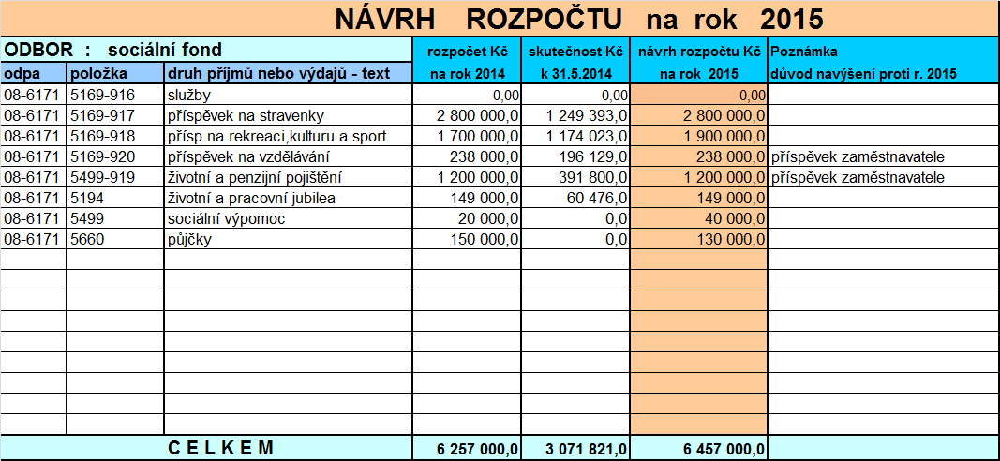 NÁVRH ROZPOČTU na rok 2015
ODBOR : sociální fond rozpočet Kč skutečnost Kč návrh rozpočtu Kč Poznámka
odpa položka druh příjmů nebo výdajů - text na rok 2014 k 31.5.2014 na rok 2015 důvod navýšení proti r. 2015
08-6171 5169-916 služby 0,00 0,00 0,00
08-6171 5169-917 příspěvek na stravenky 2 800 000,0 1 249 393,0 2 800 000,0
08-6171 5169-918 přísp.na rekreaci,kulturu a sport 1 700 000,0 1 174 023,0 1 900 000,0
08-6171 5169-920 příspěvek na vzdělávání 238 000,0 196 129,0 238 000,0 příspěvek zaměstnavatele
08-6171 5499-919 životní a penzijní pojištění 1 200 000,0 391 800,0 1 200 000,0 příspěvek zaměstnavatele
08-6171 5194 životní a pracovní jubilea 149 000,0 60 476,0 149 000,0
08-6171 5499 sociální výpomoc 20 000,0 0,0 40 000,0
08-6171 5660 půjčky 150 000,0 0,0 130 000,0
C E L K E M 6 257 000,0 3 071 821,0 6 457 000,0